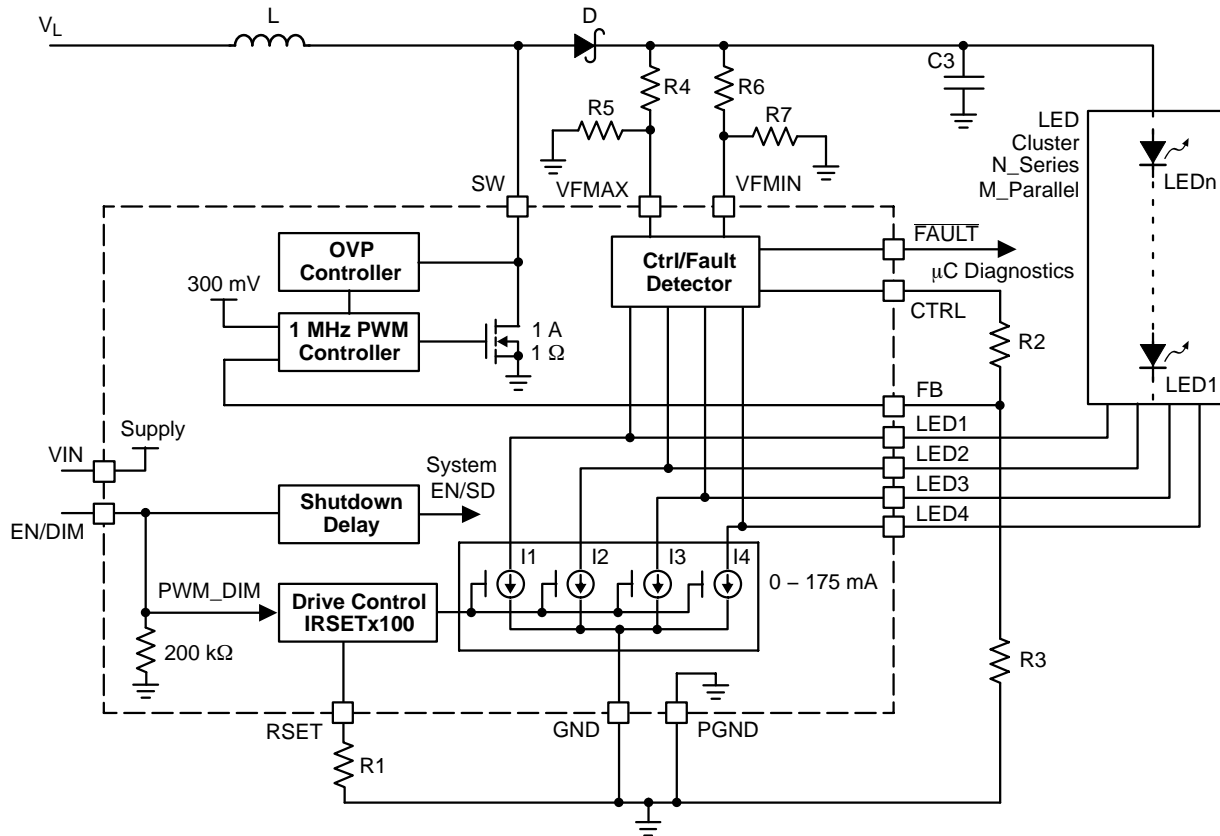 VL
L
D
C3
R4
R6
R5
R7
LED
Cluster
N_Series
M_Parallel
LEDn
SW
VFMAX
VFMIN
OVP
Controller
Ctrl/Fault
Detector
FAULT
μC Diagnostics
300 mV
CTRL
1 MHz PWM
Controller
1 A
1 Ω
R2
LED1
FB
LED1
Supply
VIN
LED2
System
EN/SD
LED3
Shutdown
Delay
EN/DIM
LED4
I1
I2
I3
I4
0 – 175 mA
PWM_DIM
Drive Control
IRSETx100
200 kΩ
R3
RSET
GND
PGND
R1